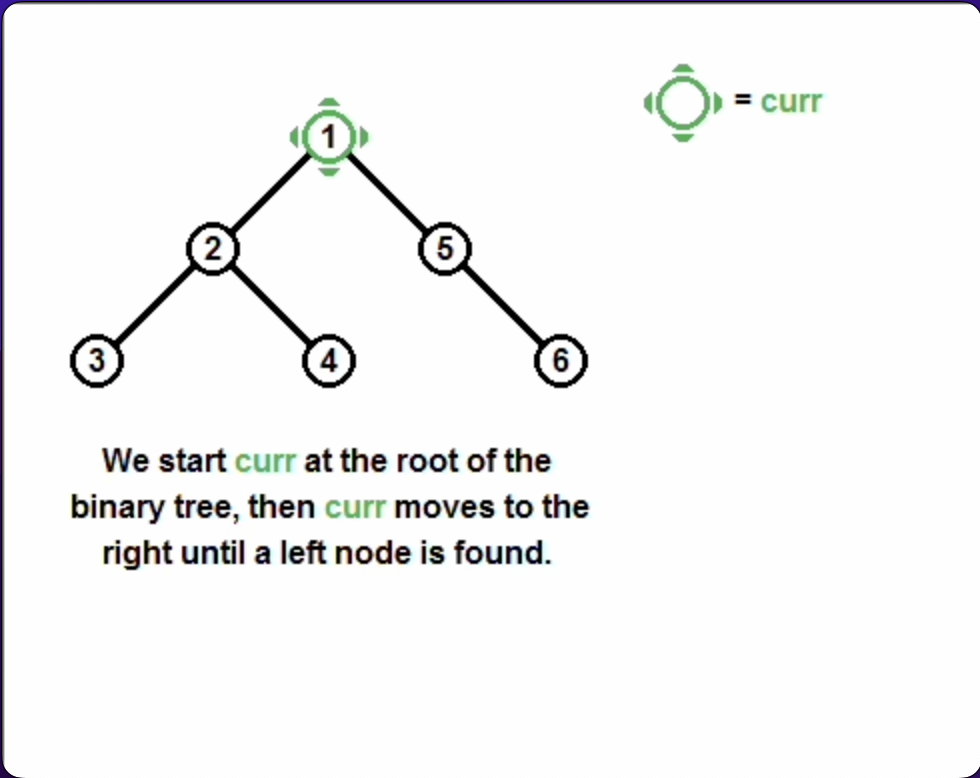 1
= curr
2
5
3
4
6
We start curr at the root of the
binary tree, then curr moves to the
right until a left node is found.